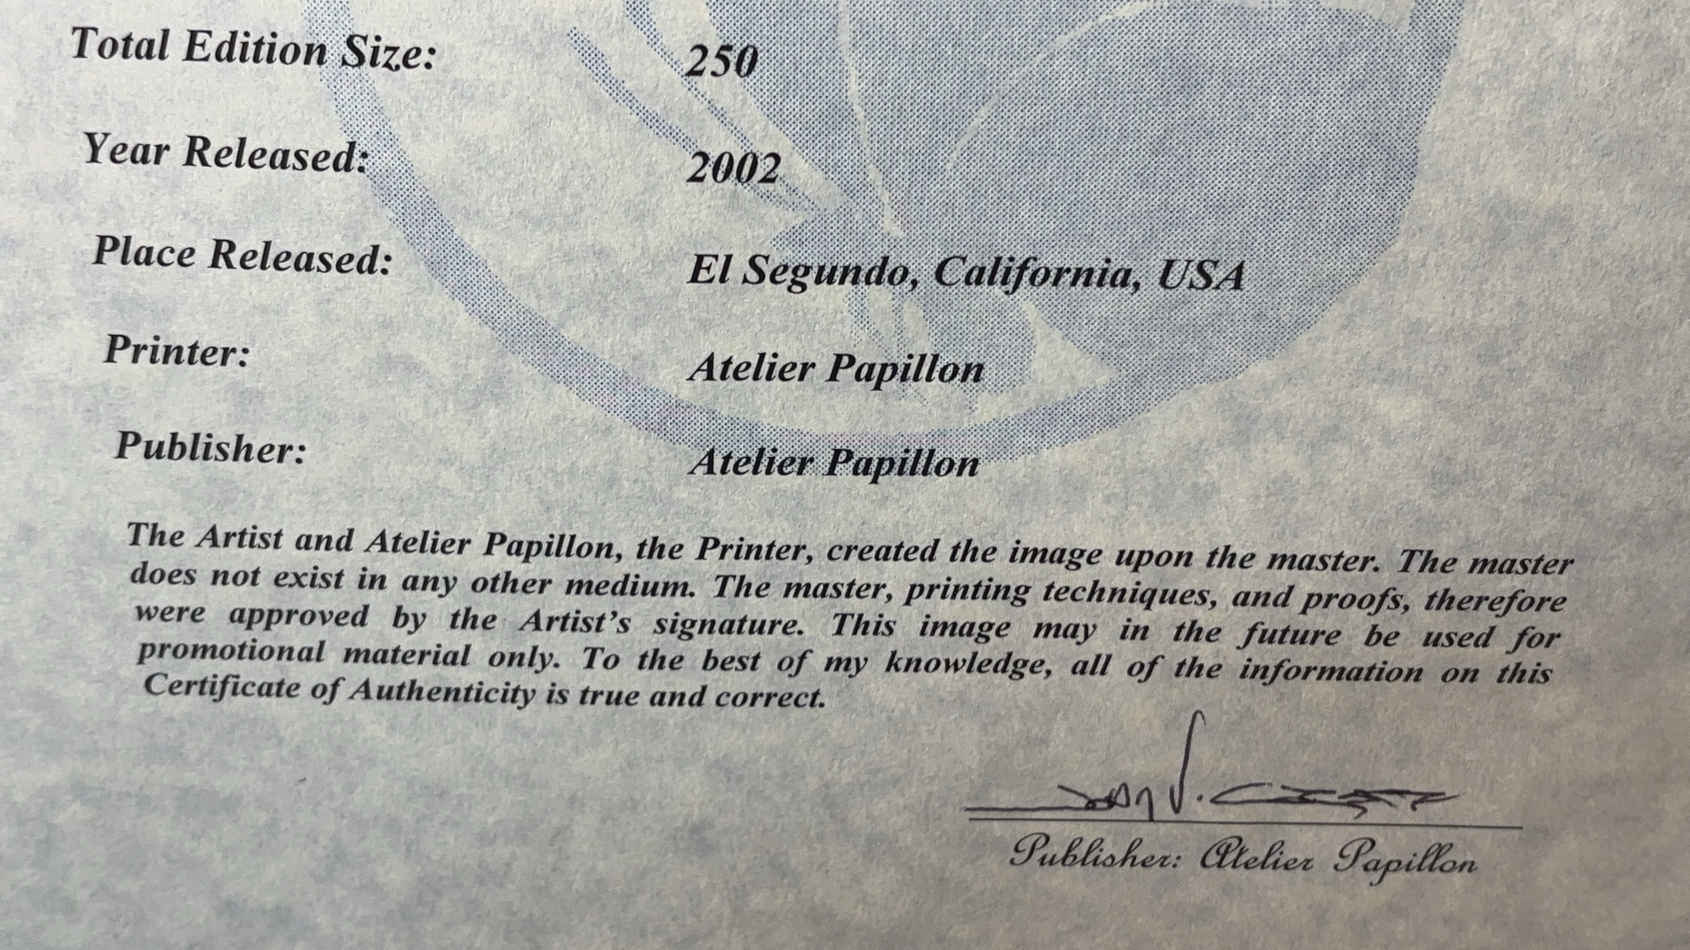 Total Edition Size: 250
Year Released: 2002
Place Released: El Segundo, California, USA
Printer: Atelier Papillon
Publisher: Atelier Papillon
The Artist and Atelier Papillon, the Printer, created the image upon the master. The master
does not exist in any other medium. The master, printing techniques, and proofs, therefore
were approved by the Artist's signature. This image may in the future be used for
promotional material only. To the best of my knowledge, all of the information on this
Certificate of Authenticity is true and correct.
Publisher: Atelier Papillon